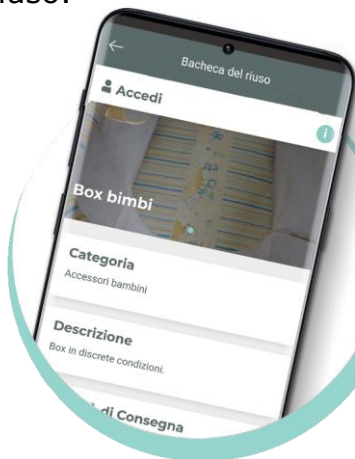 Bacheca del riuso
Accedi
i
Box bimbi
Categoria
Accessori bambini
Descrizione
Box in discrete condizioni.
di Consegna